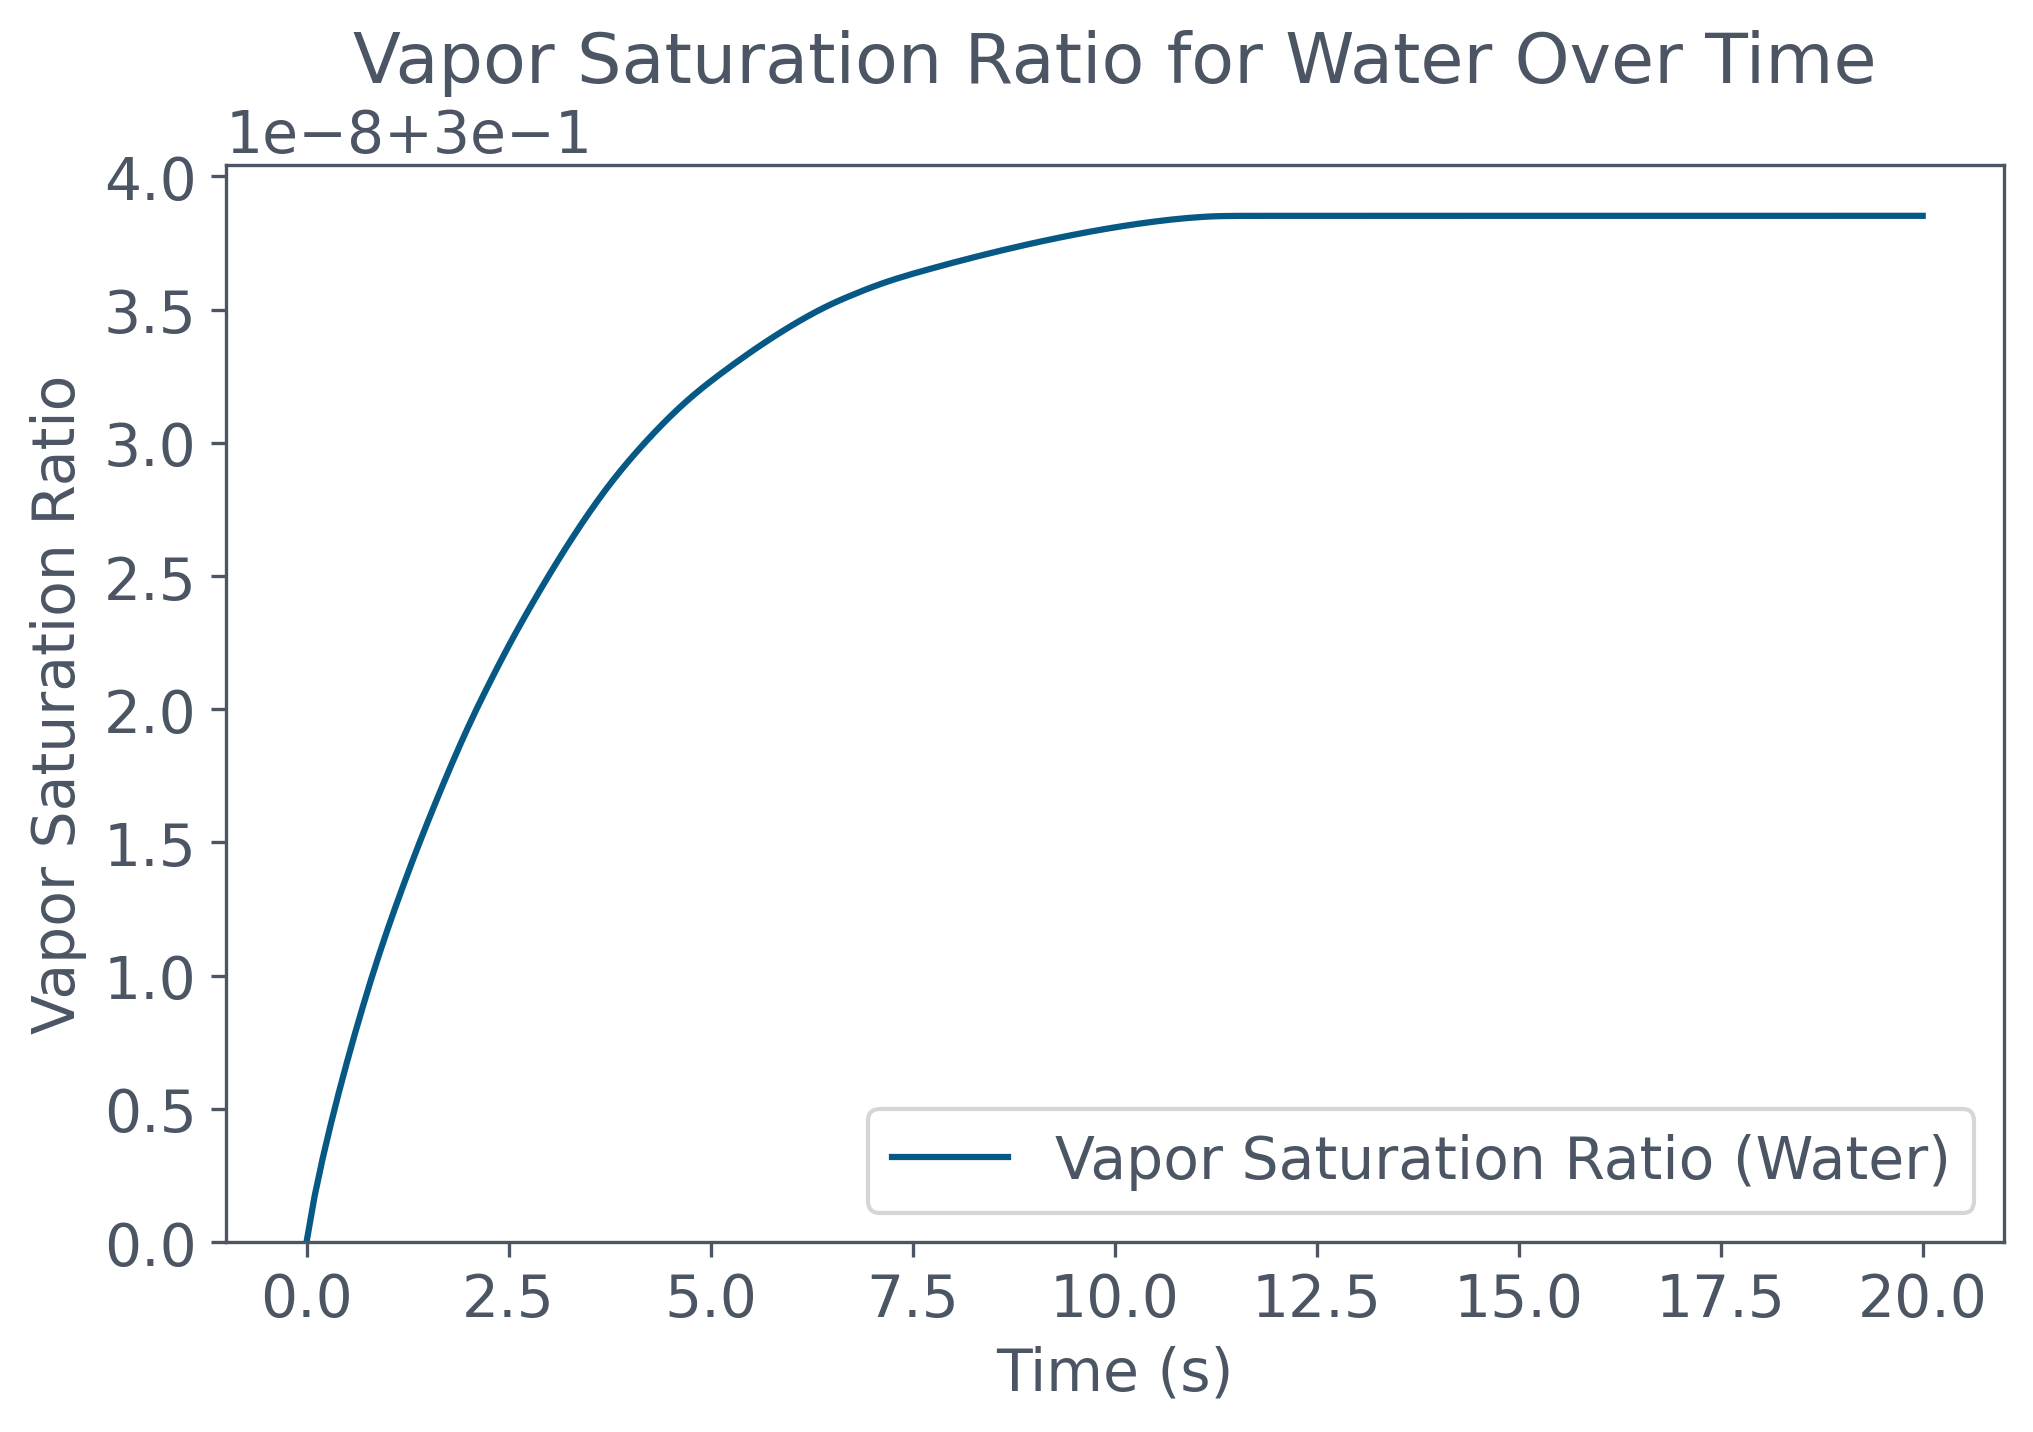 Vapor Saturation Ratio for Water Over Time
1e−8+3e−1
4.0
3.5
3.0
2.5
2.0
1.5
1.0
0.5
0.0
Vapor Saturation Ratio
Vapor Saturation Ratio (Water)
0.0 2.5 5.0 7.5 10.0 12.5 15.0 17.5 20.0
Time (s)